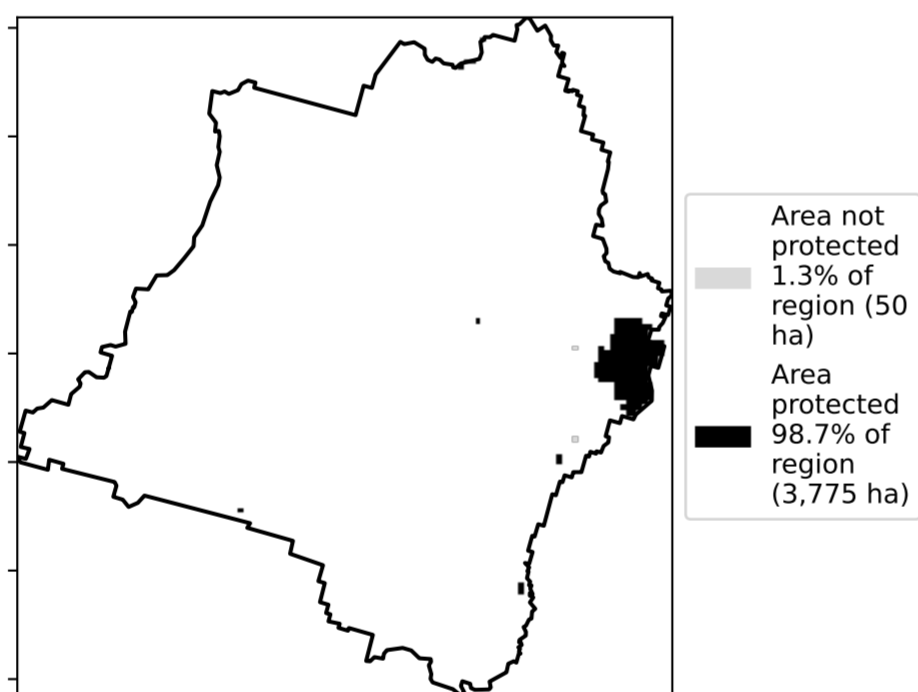 Area not
protected
1.3% of
region (50
ha)
Area
protected
98.7% of
region
(3,775 ha)